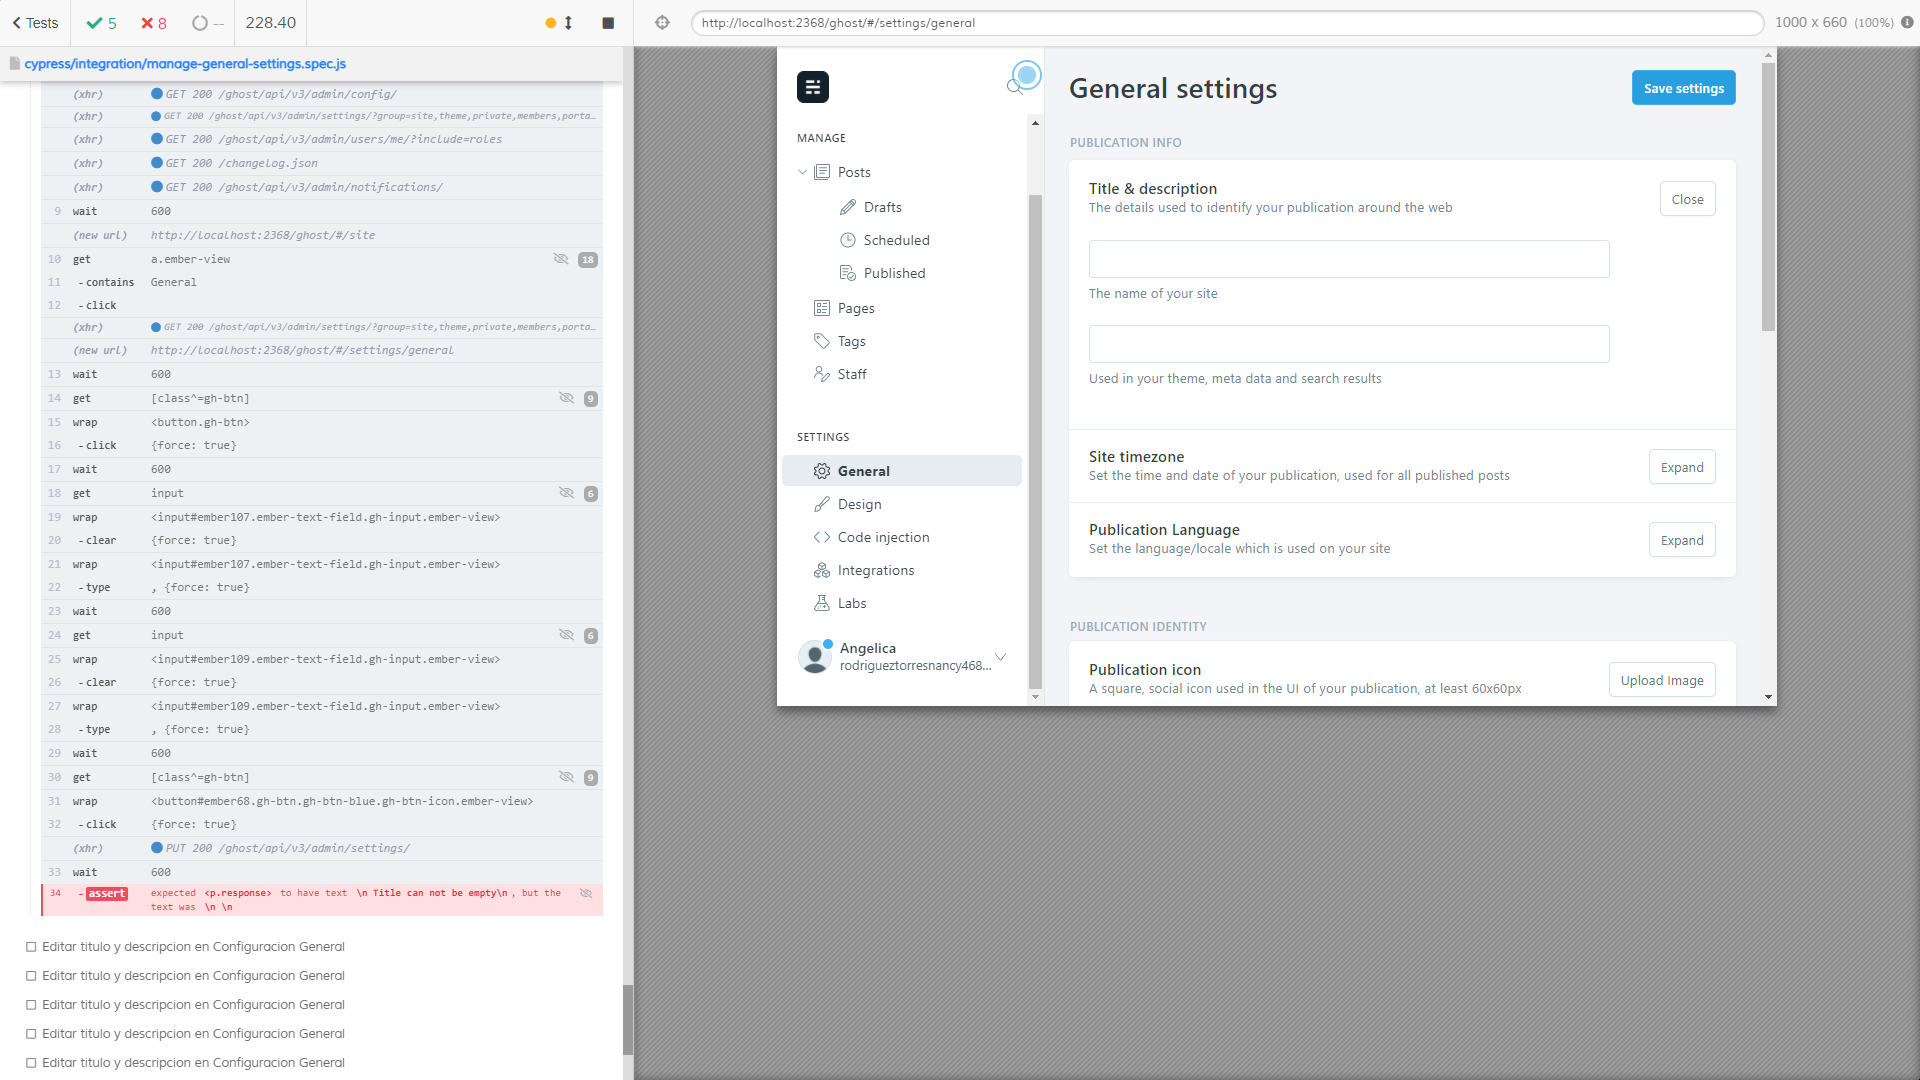 Tests
5
8
--
228.40
http://localhost:2368/ghost/#/settings/general
1000 x 660 (100%)
cypress/integration/manage-general-settings.spec.js
(xhr) GET 200 /ghost/api/v3/admin/config/
(xhr) GET 200 /ghost/api/v3/admin/settings/?group=site,theme,private,members,porta…
(xhr) GET 200 /ghost/api/v3/admin/users/me/?include=roles
(xhr) GET 200 /changelog.json
(xhr) GET 200 /ghost/api/v3/admin/notifications/
9 wait 600
(new url) http://localhost:2368/ghost/#/site
10 get a.ember-view 18
11 -contains General
12 -click
(xhr) GET 200 /ghost/api/v3/admin/settings/?group=site,theme,private,members,porta…
(new url) http://localhost:2368/ghost/#/settings/general
13 wait 600
14 get [class^=gh-btn] 9
15 wrap <button.gh-btn>
16 -click {force: true}
17 wait 600
18 get input 6
19 wrap <input#ember107.ember-text-field.gh-input.ember-view>
20 -clear {force: true}
21 wrap <input#ember107.ember-text-field.gh-input.ember-view>
22 -type , {force: true}
23 wait 600
24 get input 6
25 wrap <input#ember109.ember-text-field.gh-input.ember-view>
26 -clear {force: true}
27 wrap <input#ember109.ember-text-field.gh-input.ember-view>
28 -type , {force: true}
29 wait 600
30 get [class^=gh-btn] 9
31 wrap <button#ember68.gh-btn.gh-btn-blue.gh-btn-icon.ember-view>
32 -click {force: true}
(xhr) PUT 200 /ghost/api/v3/admin/settings/
33 wait 600
34 -assert expected <p.response> to have text \n Title can not be empty\n , but the
text was \n \n
Editar titulo y descripcion en Configuracion General
Editar titulo y descripcion en Configuracion General
Editar titulo y descripcion en Configuracion General
Editar titulo y descripcion en Configuracion General
Editar titulo y descripcion en Configuracion General
MANAGE
Posts
Drafts
Scheduled
Published
Pages
Tags
Staff
SETTINGS
General
Design
Code injection
Integrations
Labs
Angelica
rodrigueztorresnancy468...
General settings
Save settings
PUBLICATION INFO
Title & description
The details used to identify your publication around the web
Close
The name of your site
Used in your theme, meta data and search results
Site timezone
Set the time and date of your publication, used for all published posts
Expand
Publication Language
Set the language/locale which is used on your site
Expand
PUBLICATION IDENTITY
Publication icon
A square, social icon used in the UI of your publication, at least 60x60px
Upload Image